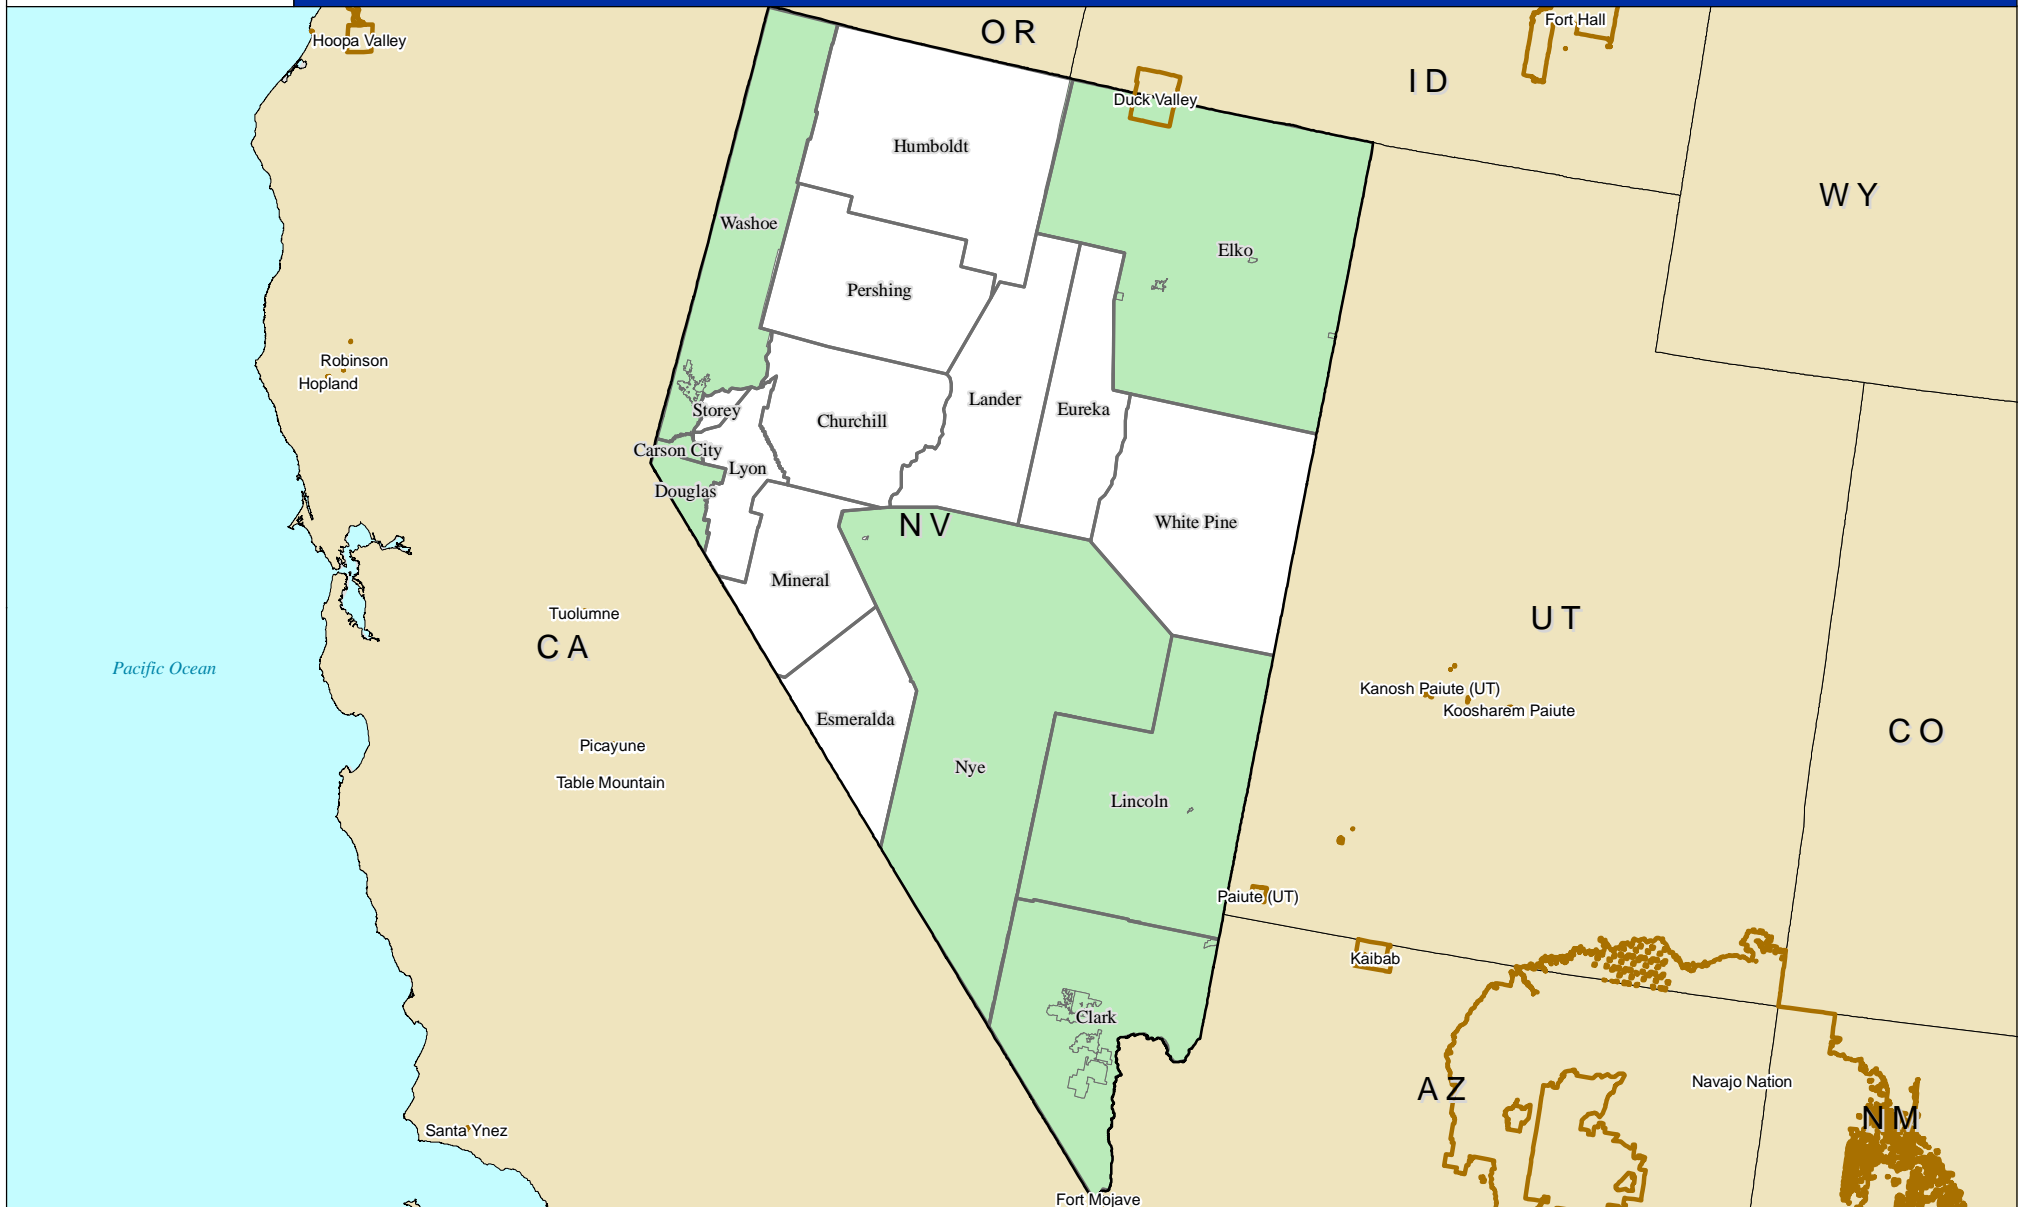 OR
Fort Hall
Hoopa Valley
ID
Duck Valley
Humboldt
WY
Washoe
Elko
Pershing
Robinson
Hopland
Lander
Storey
Eureka
Churchill
Carson City
Lyon
Douglas
White Pine
NV
Mineral
Tuolumne
UT
CA
Pacific Ocean
Kanosh Paiute (UT)
Koosharem Paiute
Esmeralda
CO
Picayune
Nye
Table Mountain
Lincoln
Paiute (UT)
Kaibab
Clark
Navajo Nation
AZ
NM
Santa Ynez
Fort Mojave